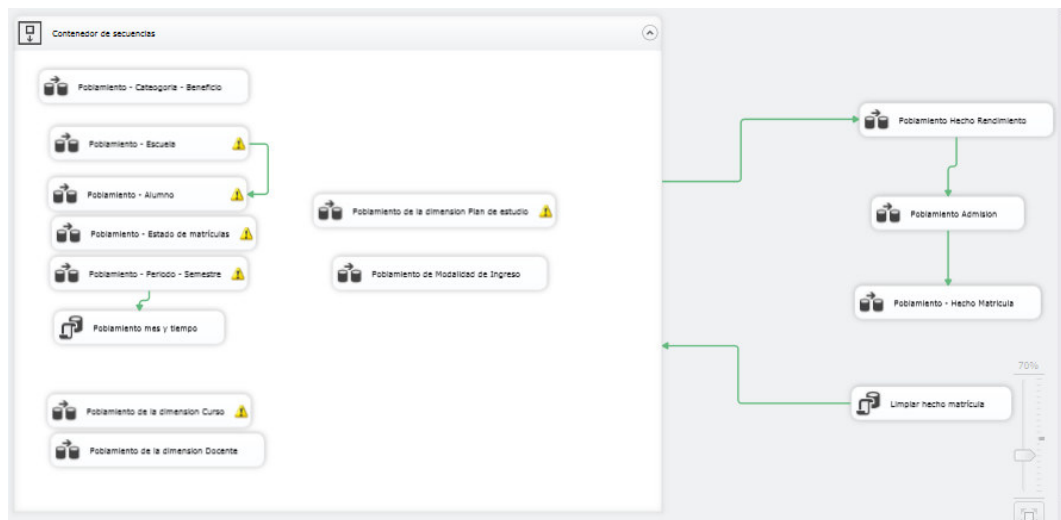 Contenedor de secuencias
Poblamiento - Cateogoria - Beneficio
Poblamiento - Escuela
Poblamiento - Alumno
Poblamiento - Estado de matrículas
Poblamiento - Periodo - Semestre
Poblamiento mes y tiempo
Poblamiento de la dimension Curso
Poblamiento de la dimension Docente
Poblamiento de la dimension Plan de estudio
Poblamiento de Modalidad de Ingreso
Poblamiento Hecho Rendimiento
Poblamiento Admision
Poblamiento - Hecho Matricula
Limpiar hecho matrícula
70%